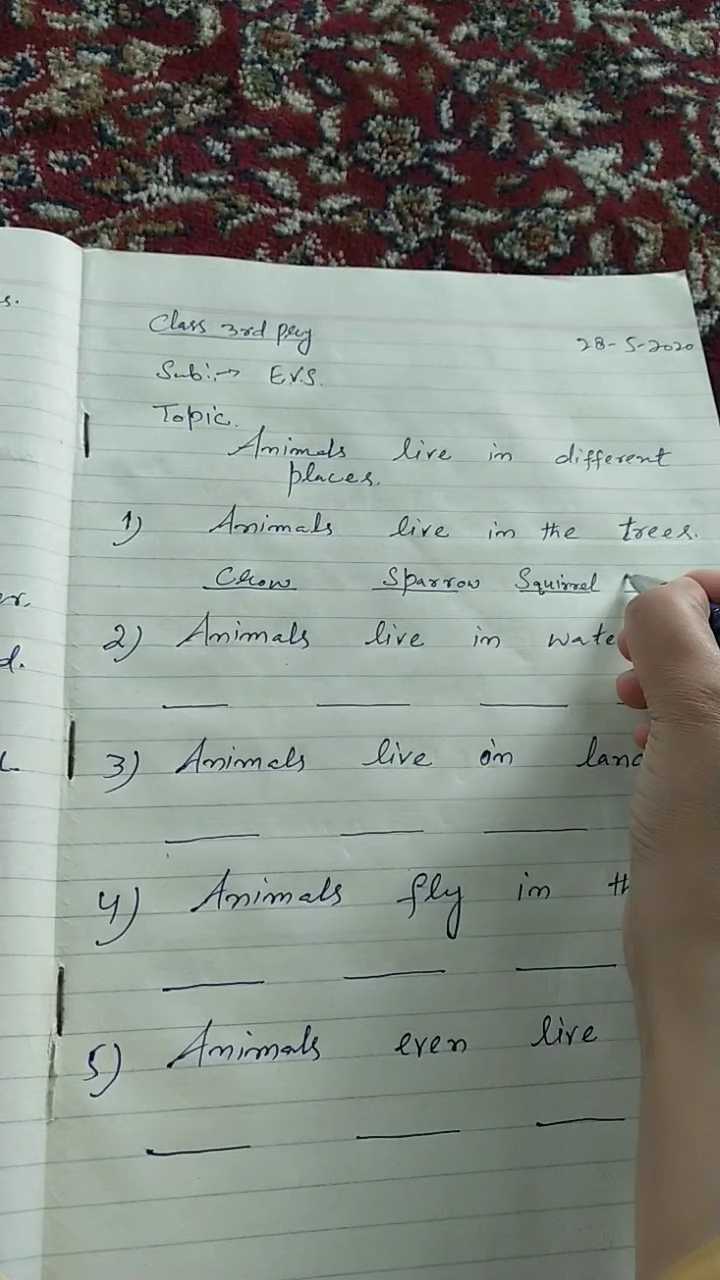 s.
Class 3rd
28-5-2020
Sub:→ E.V.S.
Topic.
Animals live in different
places.
1) Animals live in the trees.
Crow Sparrow Squirrel
er.
2) Animals live in wate
d.
3) Animals live on land
4) Animals fly in th
5) Animals even live